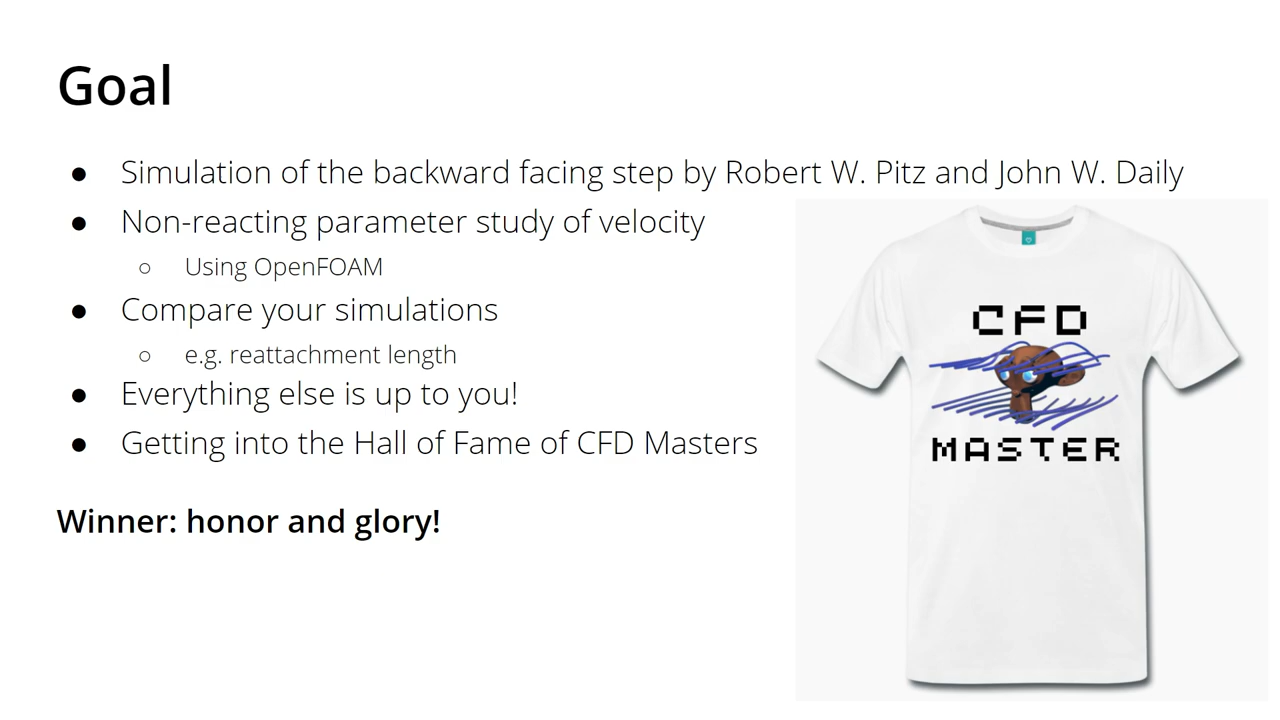 Goal
● Simulation of the backward facing step by Robert W. Pitz and John W. Daily
● Non-reacting parameter study of velocity
○ Using OpenFOAM
● Compare your simulations
○ e.g. reattachment length
● Everything else is up to you!
● Getting into the Hall of Fame of CFD Masters
Winner: honor and glory!
CFD
MASTER